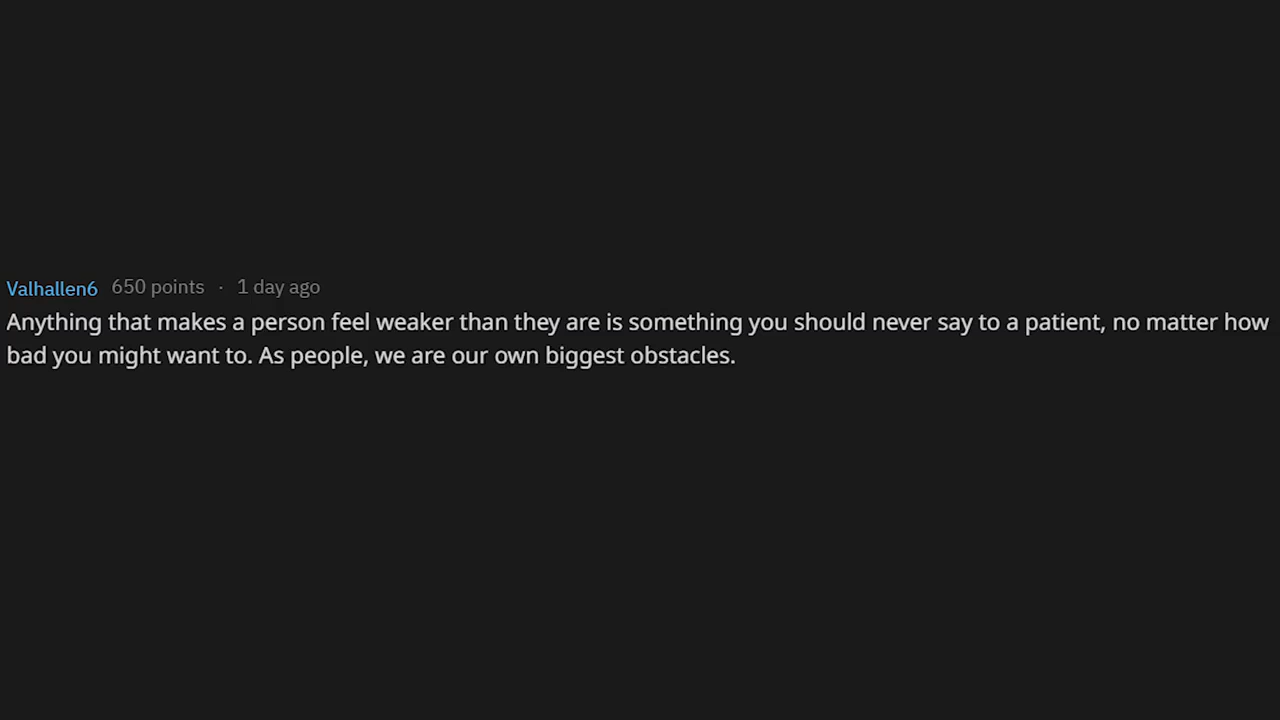 Valhallen6 650 points · 1 day ago
Anything that makes a person feel weaker than they are is something you should never say to a patient, no matter how
bad you might want to. As people, we are our own biggest obstacles.